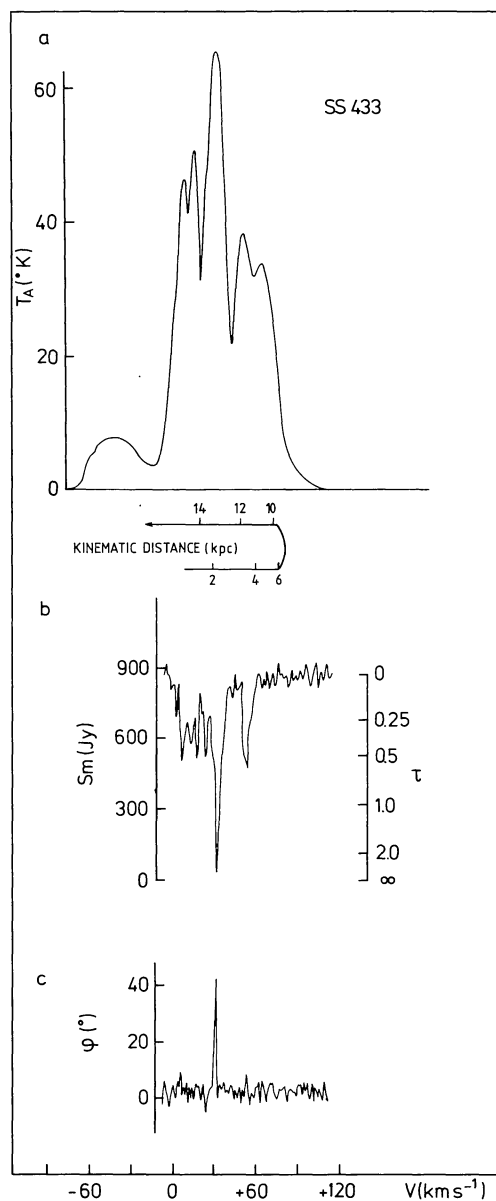 a
SS 433
60
40
20
0
T_A (°K)
14 12 10
KINEMATIC DISTANCE (kpc)
2 4 6
b
900
600
300
0
Sm (Jy)
0
0.25
0.5
1.0
2.0
∞
τ
c
40
20
0
φ (°)
-60 0 +60 +120 V(km s⁻¹)